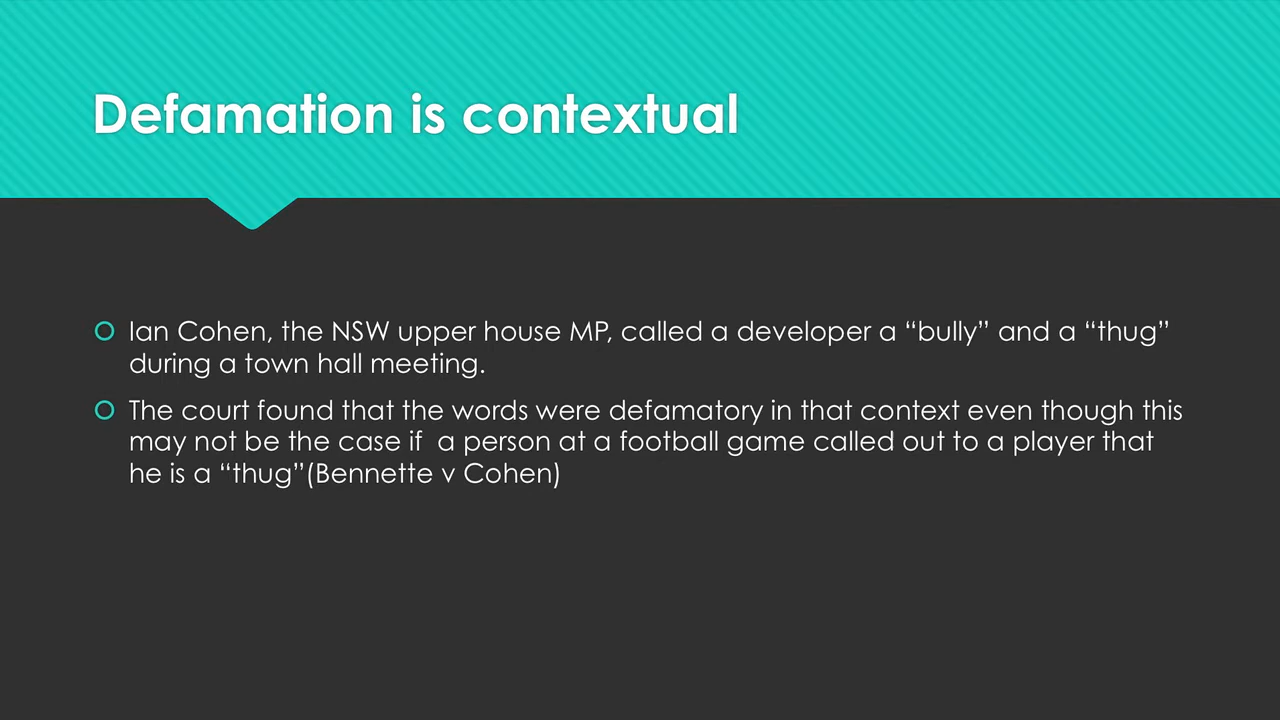 Defamation is contextual
Ian Cohen, the NSW upper house MP, called a developer a “bully” and a “thug”
during a town hall meeting.
The court found that the words were defamatory in that context even though this
may not be the case if  a person at a football game called out to a player that
he is a “thug”(Bennette v Cohen)